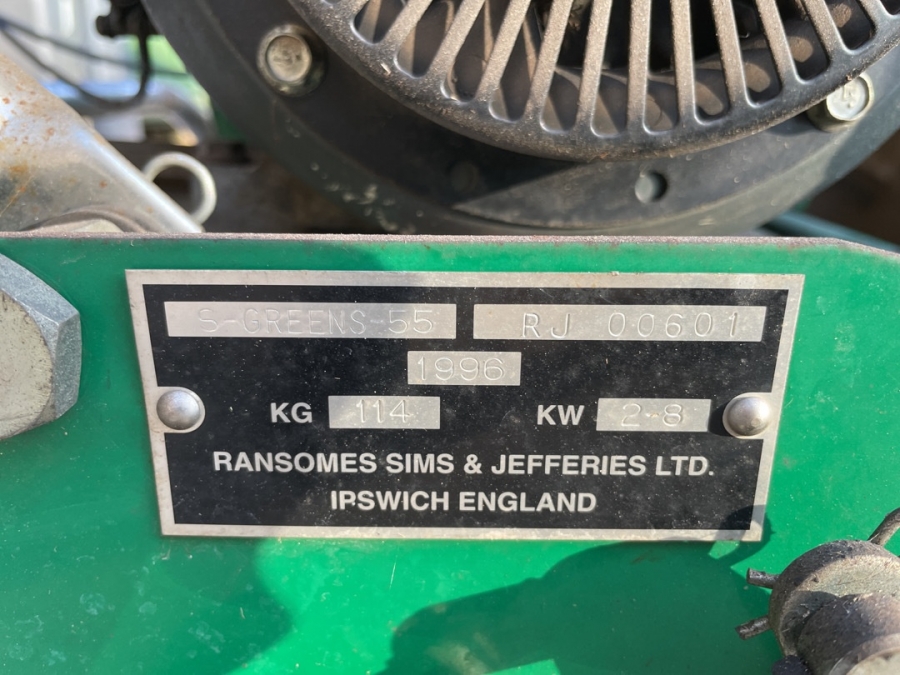 S-GREENS-55 RJ 00601
1996
KG 114 KW 2-8
RANSOMES SIMS & JEFFERIES LTD.
IPSWICH ENGLAND